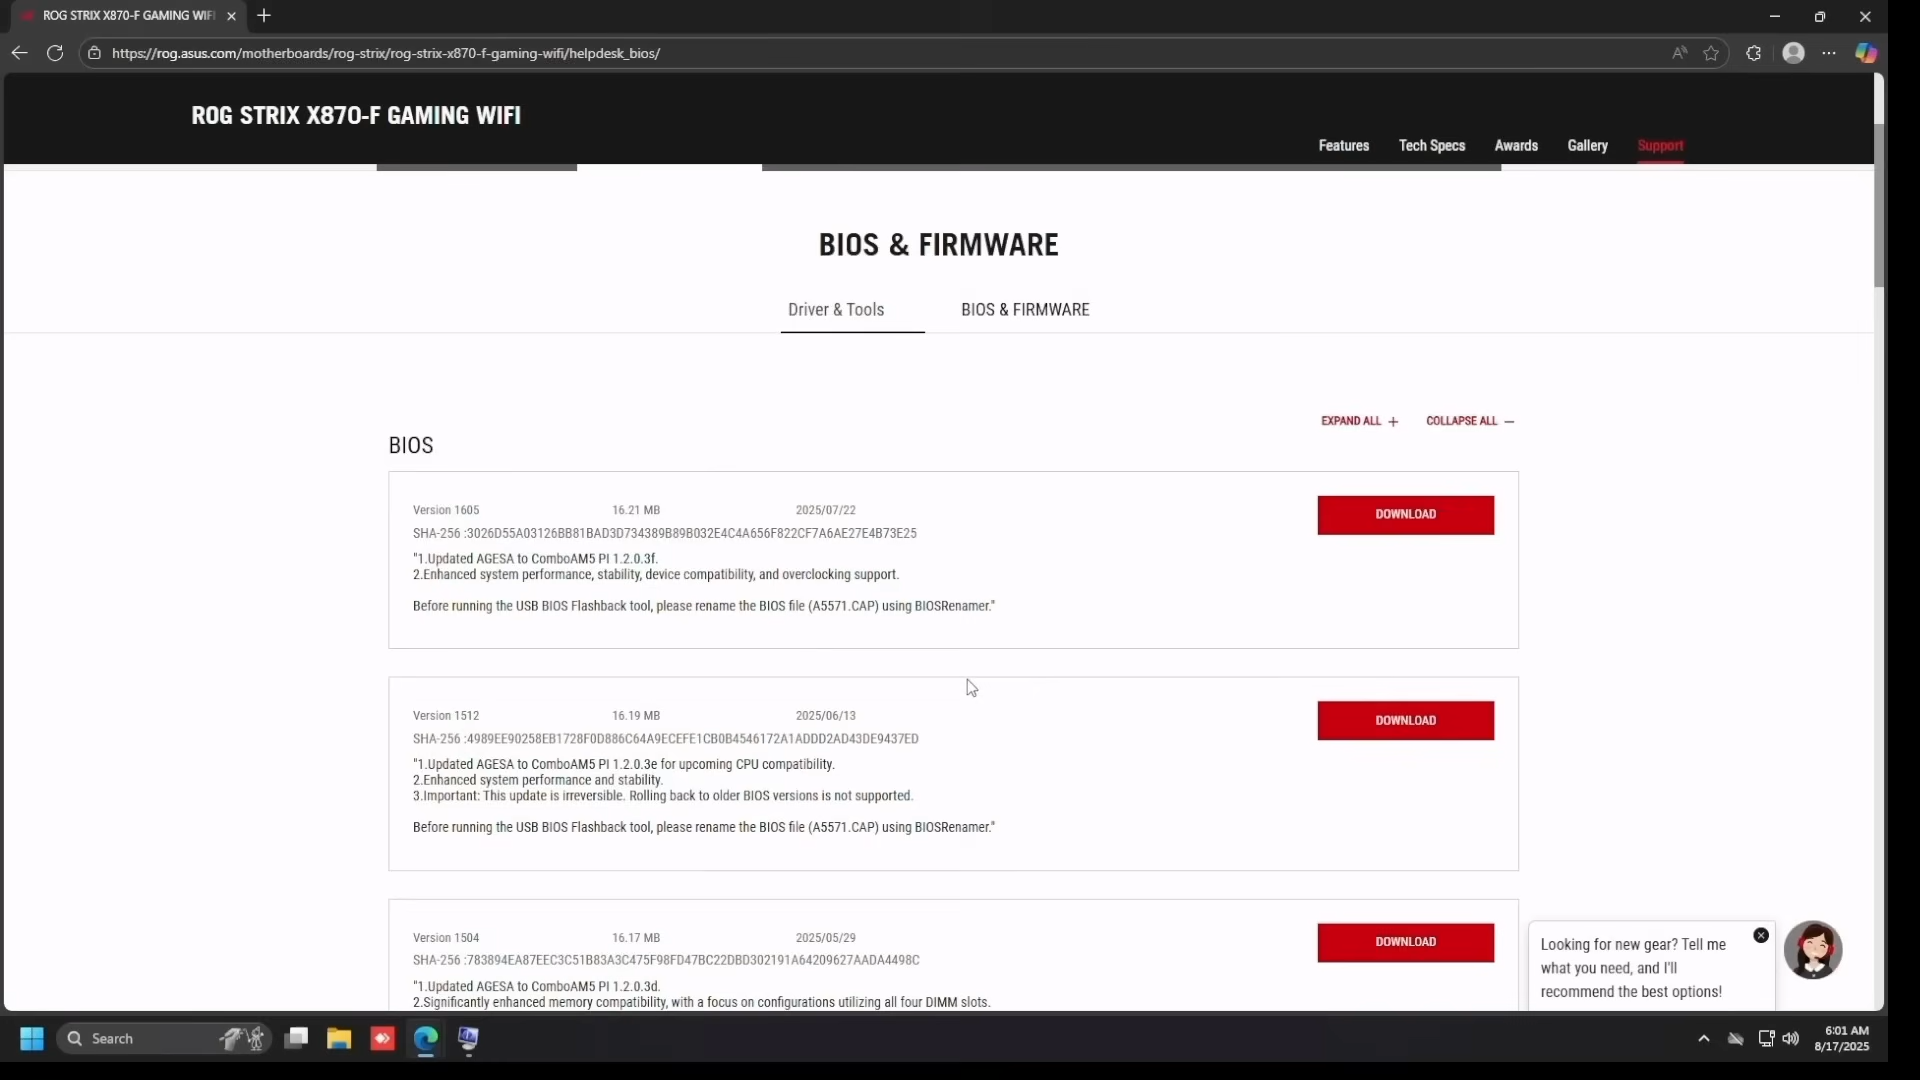 ROG STRIX X870-F GAMING WIFI
https://rog.asus.com/motherboards/rog-strix/rog-strix-x870-f-gaming-wifi/helpdesk_bios/
ROG STRIX X870-F GAMING WIFI
Features
Tech Specs
Awards
Gallery
Support
BIOS & FIRMWARE
Driver & Tools
BIOS & FIRMWARE
EXPAND ALL +
COLLAPSE ALL −
BIOS
Version 1605
16.21 MB
2025/07/22
DOWNLOAD
SHA-256 :3026D55A03126BB81BAD3D734389B89B032E4C4A656F822CF7A6AE27E4B73E25
"1.Updated AGESA to ComboAM5 PI 1.2.0.3f.
2.Enhanced system performance, stability, device compatibility, and overclocking support.
Before running the USB BIOS Flashback tool, please rename the BIOS file (A5571.CAP) using BIOSRenamer."
Version 1512
16.19 MB
2025/06/13
DOWNLOAD
SHA-256 :4989EE90258EB1728F0D886C64A9ECEFE1CB0B4546172A1ADDD2AD43DE9437ED
"1.Updated AGESA to ComboAM5 PI 1.2.0.3e for upcoming CPU compatibility.
2.Enhanced system performance and stability.
3.Important: This update is irreversible. Rolling back to older BIOS versions is not supported.
Before running the USB BIOS Flashback tool, please rename the BIOS file (A5571.CAP) using BIOSRenamer."
Version 1504
16.17 MB
2025/05/29
DOWNLOAD
SHA-256 :783894EA87EEC3C51B83A3C475F98FD47BC22DBD302191A64209627AADA4498C
"1.Updated AGESA to ComboAM5 PI 1.2.0.3d.
2.Significantly enhanced memory compatibility, with a focus on configurations utilizing all four DIMM slots.
Looking for new gear? Tell me
what you need, and I'll
recommend the best options!
Search
6:01 AM
8/17/2025